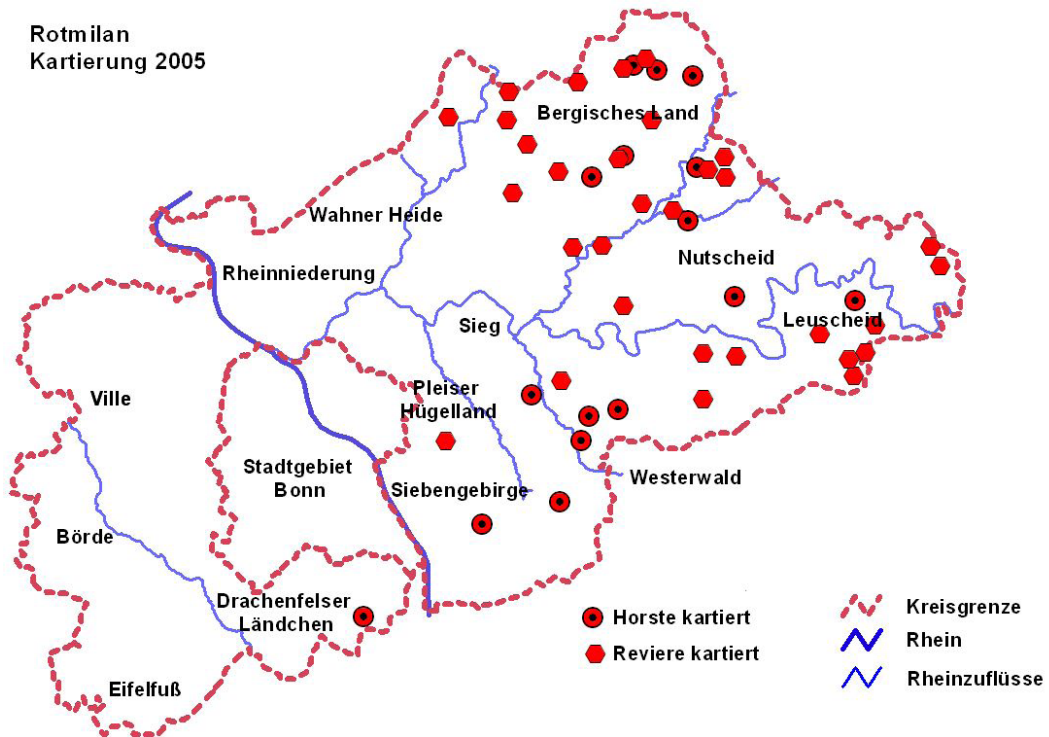 Rotmilan
Kartierung 2005
Bergisches Land
Wahner Heide
Rheinniederung
Nutscheid
Sieg
Leuscheid
Ville
Pleiser
Hügelland
Stadtgebiet
Bonn
Siebengebirge
Westerwald
Börde
Drachenfelser
Ländchen
Eifelfuß
Horste kartiert
Reviere kartiert
Kreisgrenze
Rhein
Rheinzuflüsse